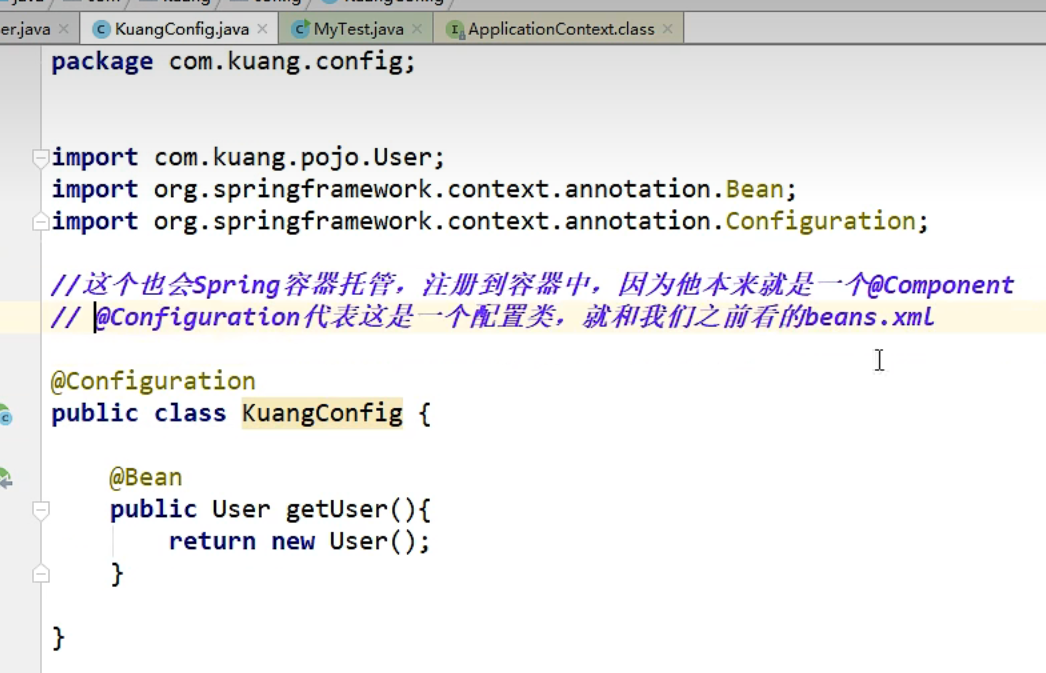 er.java
KuangConfig.java
MyTest.java
ApplicationContext.class
package com.kuang.config;
import com.kuang.pojo.User;
import org.springframework.context.annotation.Bean;
import org.springframework.context.annotation.Configuration;
//这个也会Spring容器托管，注册到容器中，因为他本来就是一个@Component
// @Configuration代表这是一个配置类，就和我们之前看的beans.xml
@Configuration
public class KuangConfig {
@Bean
public User getUser(){
return new User();
}
}